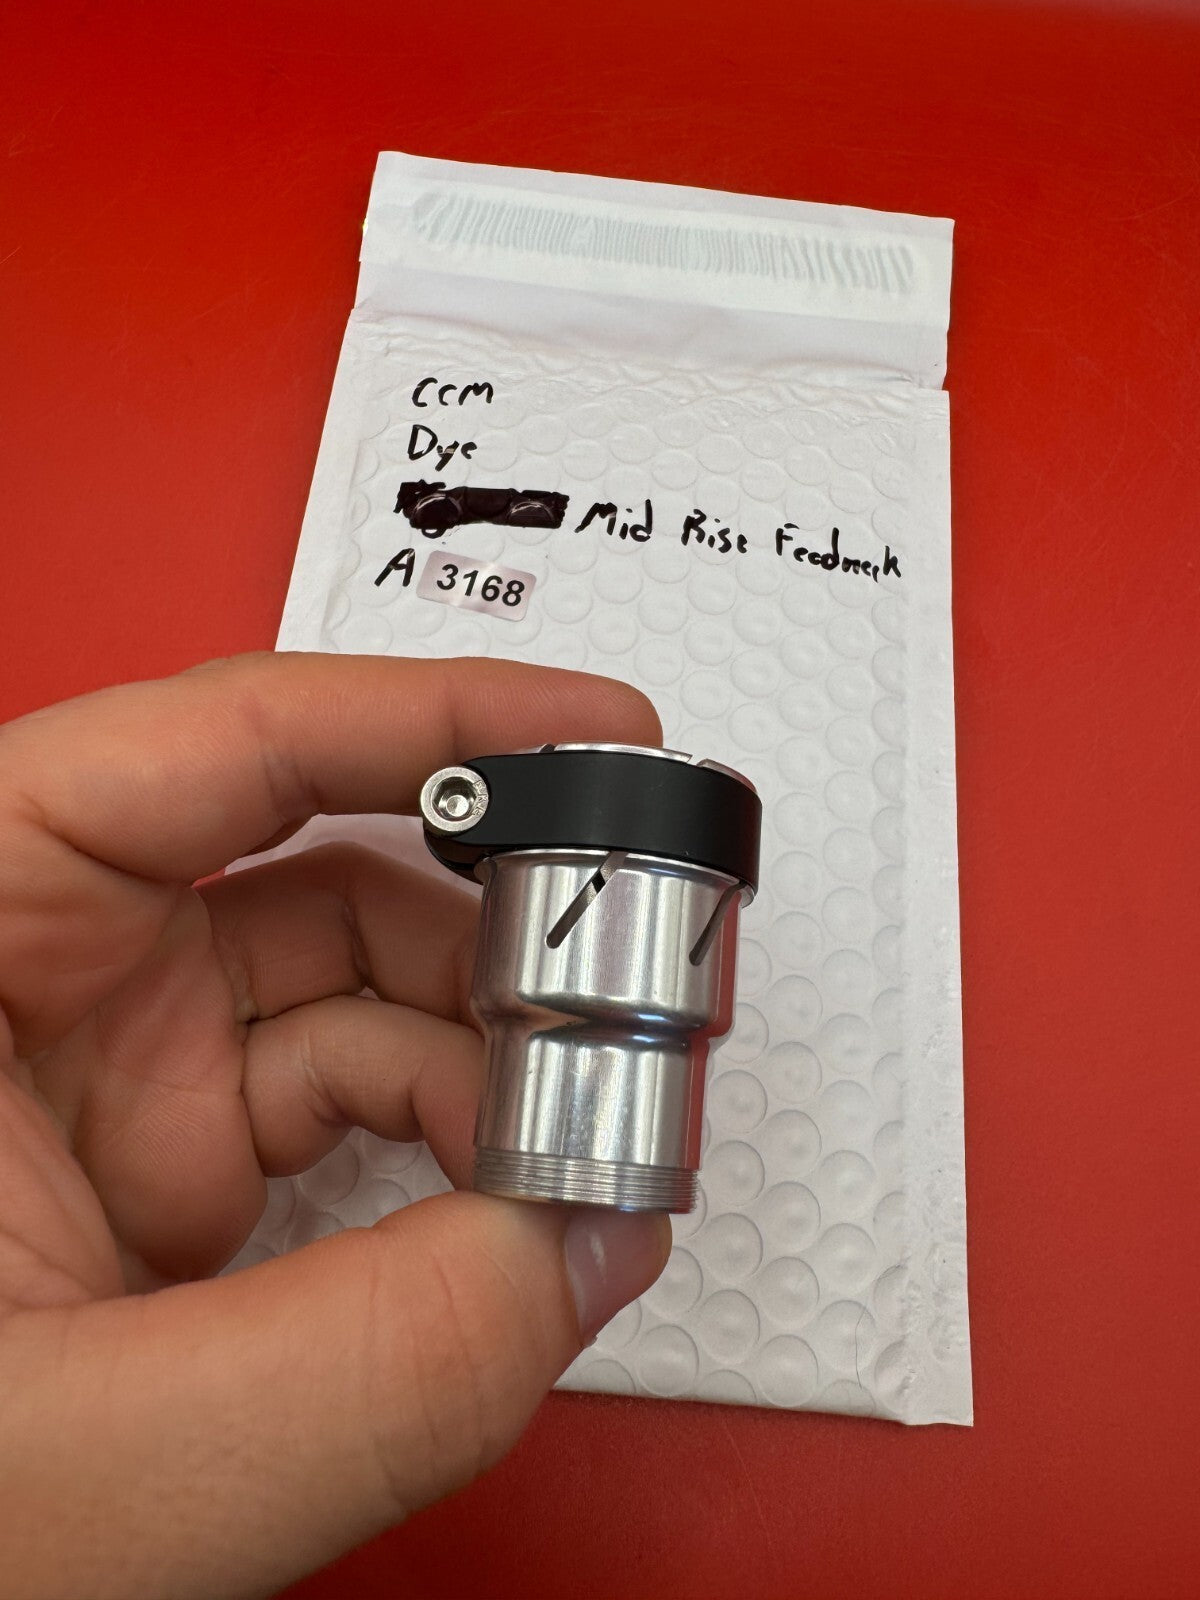 CCM
Dye
Mid Rise Feedneck
A 3168